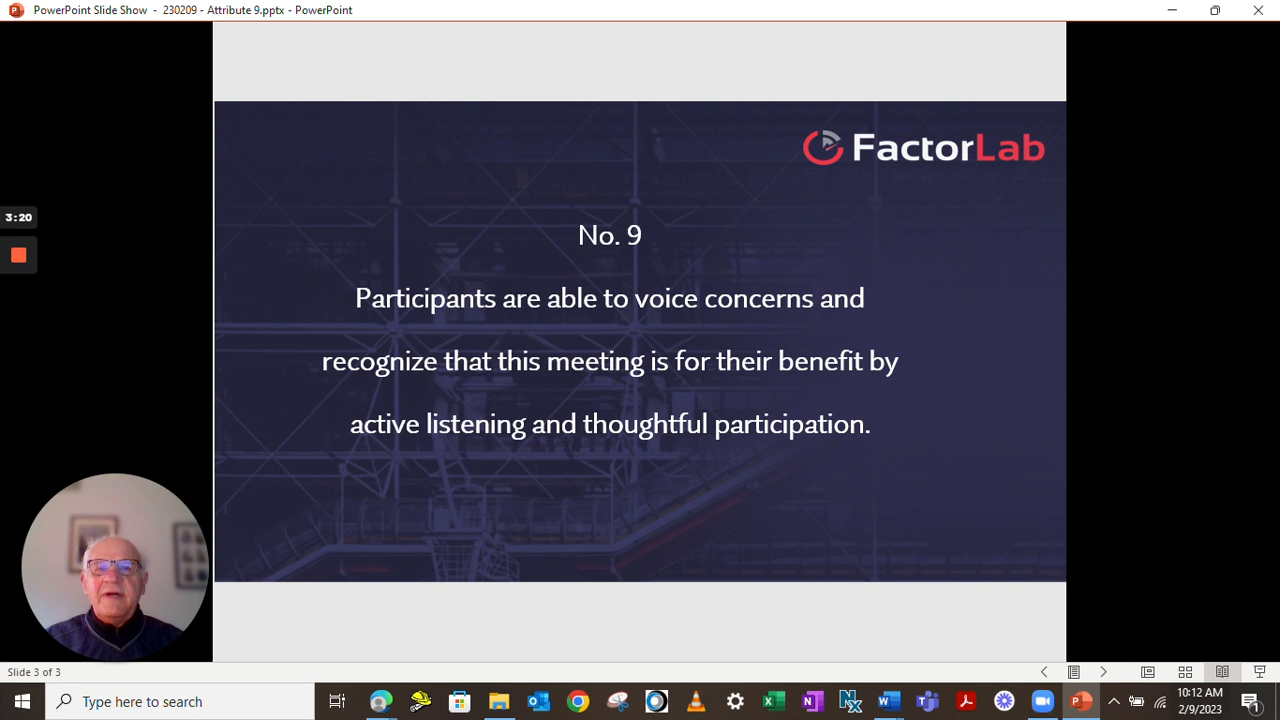 PowerPoint Slide Show - 230209 - Attribute 9.pptx - PowerPoint
FactorLab
3:20
No. 9
Participants are able to voice concerns and
recognize that this meeting is for their benefit by
active listening and thoughtful participation.
Slide 3 of 3
Type here to search
10:12 AM
2/9/2023
1